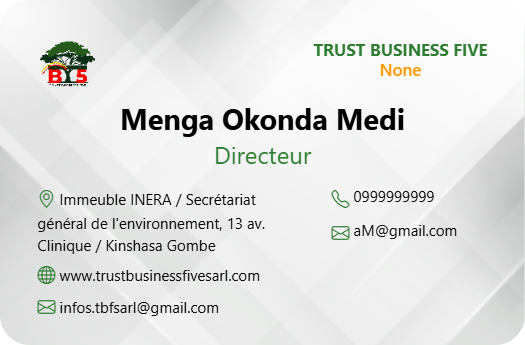 BY5
TRUST BUSINESS FIVE
None
Menga Okonda Medi
Directeur
Immeuble INERA / Secrétariat
général de l'environnement, 13 av.
Clinique / Kinshasa Gombe
www.trustbusinessfivesarl.com
infos.tbfsarl@gmail.com
0999999999
aM@gmail.com